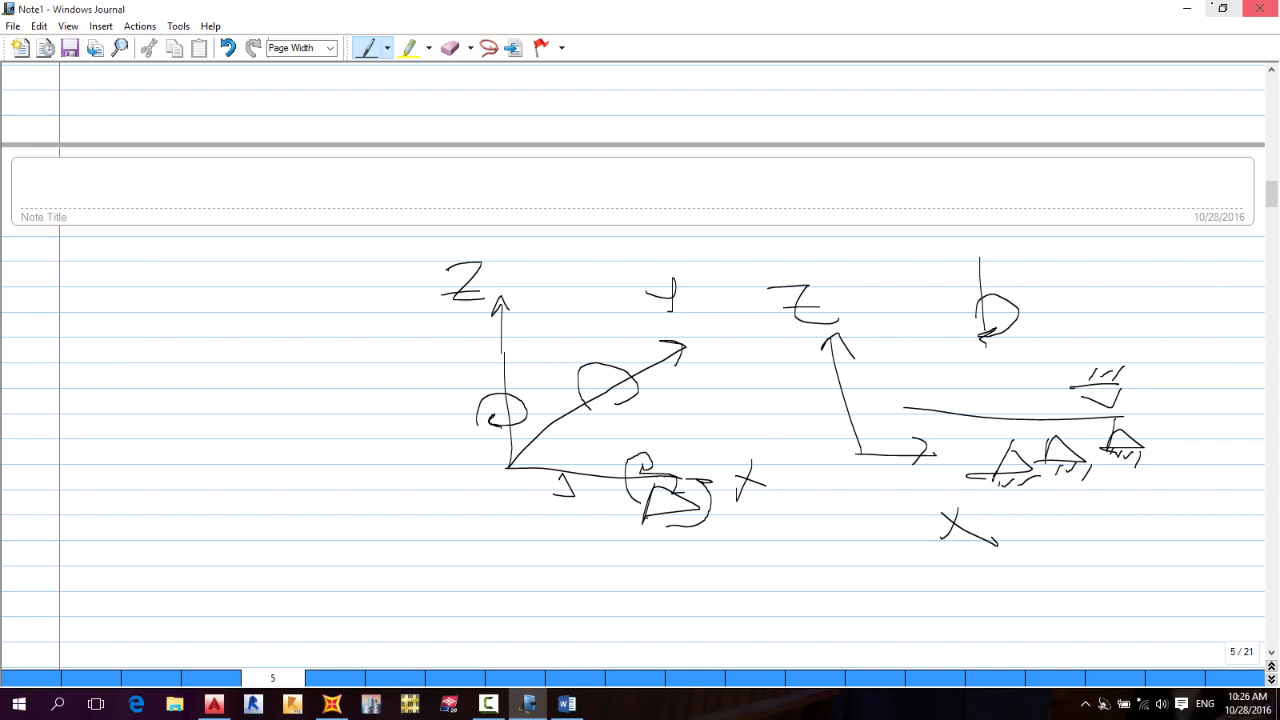 Note1 - Windows Journal
File Edit View Insert Actions Tools Help
Page Width
Note Title
10/28/2016
Z
y
Z
X
X
5 / 21
5
ENG
10:26 AM
10/28/2016